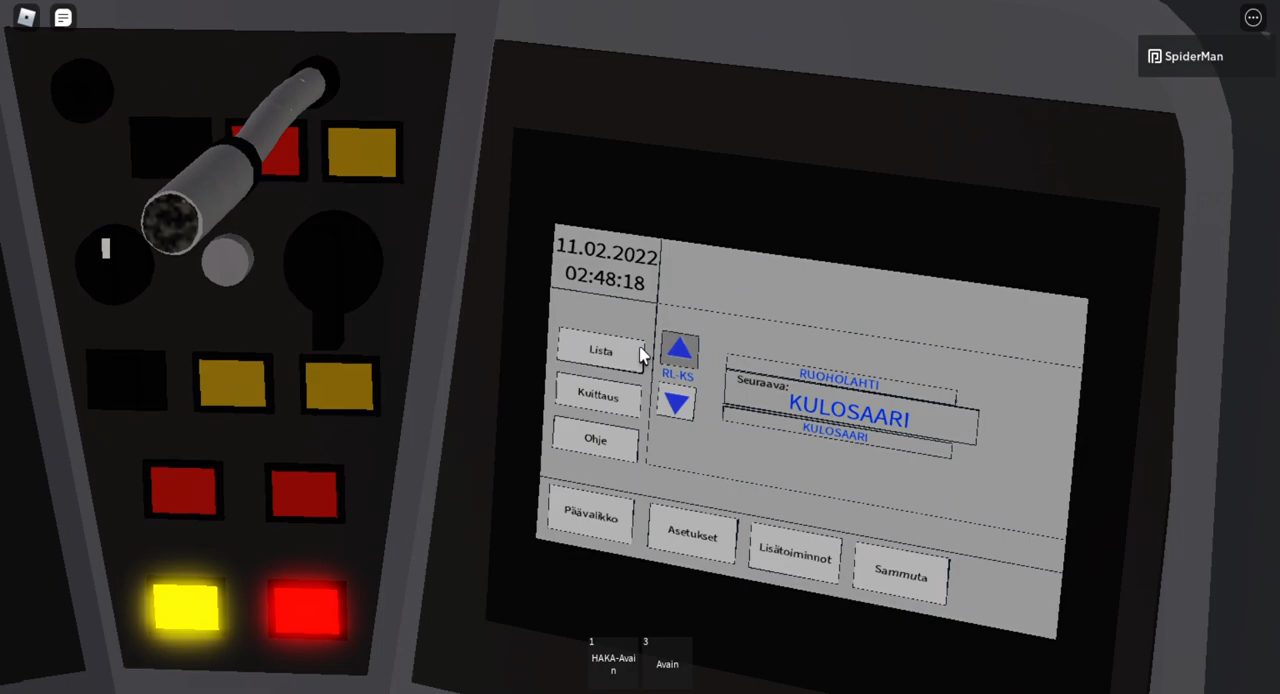 SpiderMan
11.02.2022
02:48:18
Lista
Kuittaus
Ohje
RL-KS
RUOHOLAHTI
Seuraava:
KULOSAARI
KULOSAARI
Päävalikko
Asetukset
Lisätoiminnot
Sammuta
1
HAKA-Avai
n
3
Avain